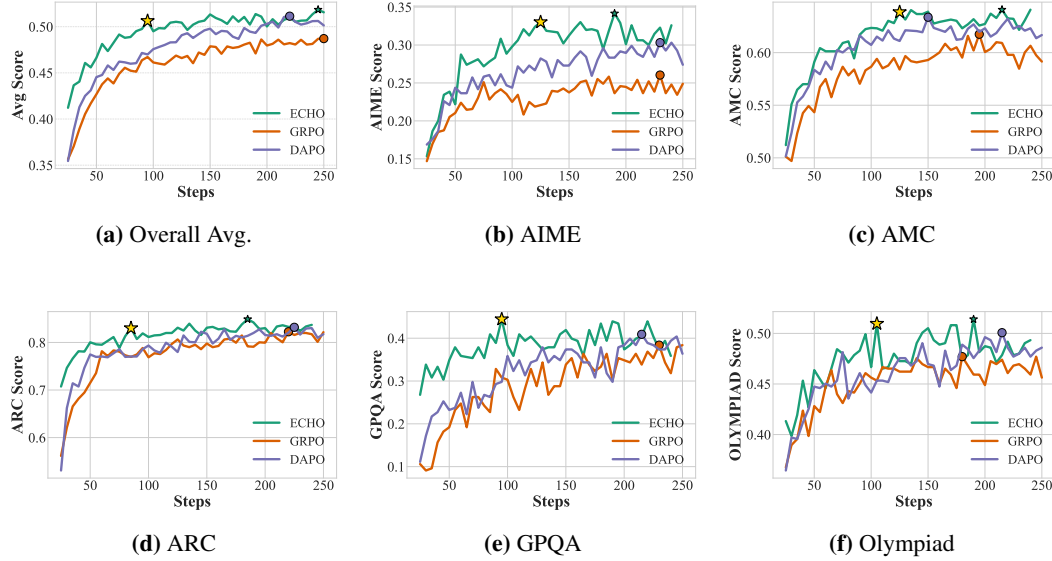 0.50
0.45
0.40
0.35
Avg Score
50 100 150 200 250
Steps
ECHO
GRPO
DAPO
(a) Overall Avg.
0.35
0.30
0.25
0.20
0.15
AIME Score
50 100 150 200 250
Steps
ECHO
GRPO
DAPO
(b) AIME
0.60
0.55
0.50
AMC Score
50 100 150 200 250
Steps
ECHO
GRPO
DAPO
(c) AMC
0.8
0.7
0.6
ARC Score
50 100 150 200 250
Steps
ECHO
GRPO
DAPO
(d) ARC
0.4
0.3
0.2
0.1
GPQA Score
50 100 150 200 250
Steps
ECHO
GRPO
DAPO
(e) GPQA
0.50
0.45
0.40
OLYMPIAD Score
50 100 150 200 250
Steps
ECHO
GRPO
DAPO
(f) Olympiad